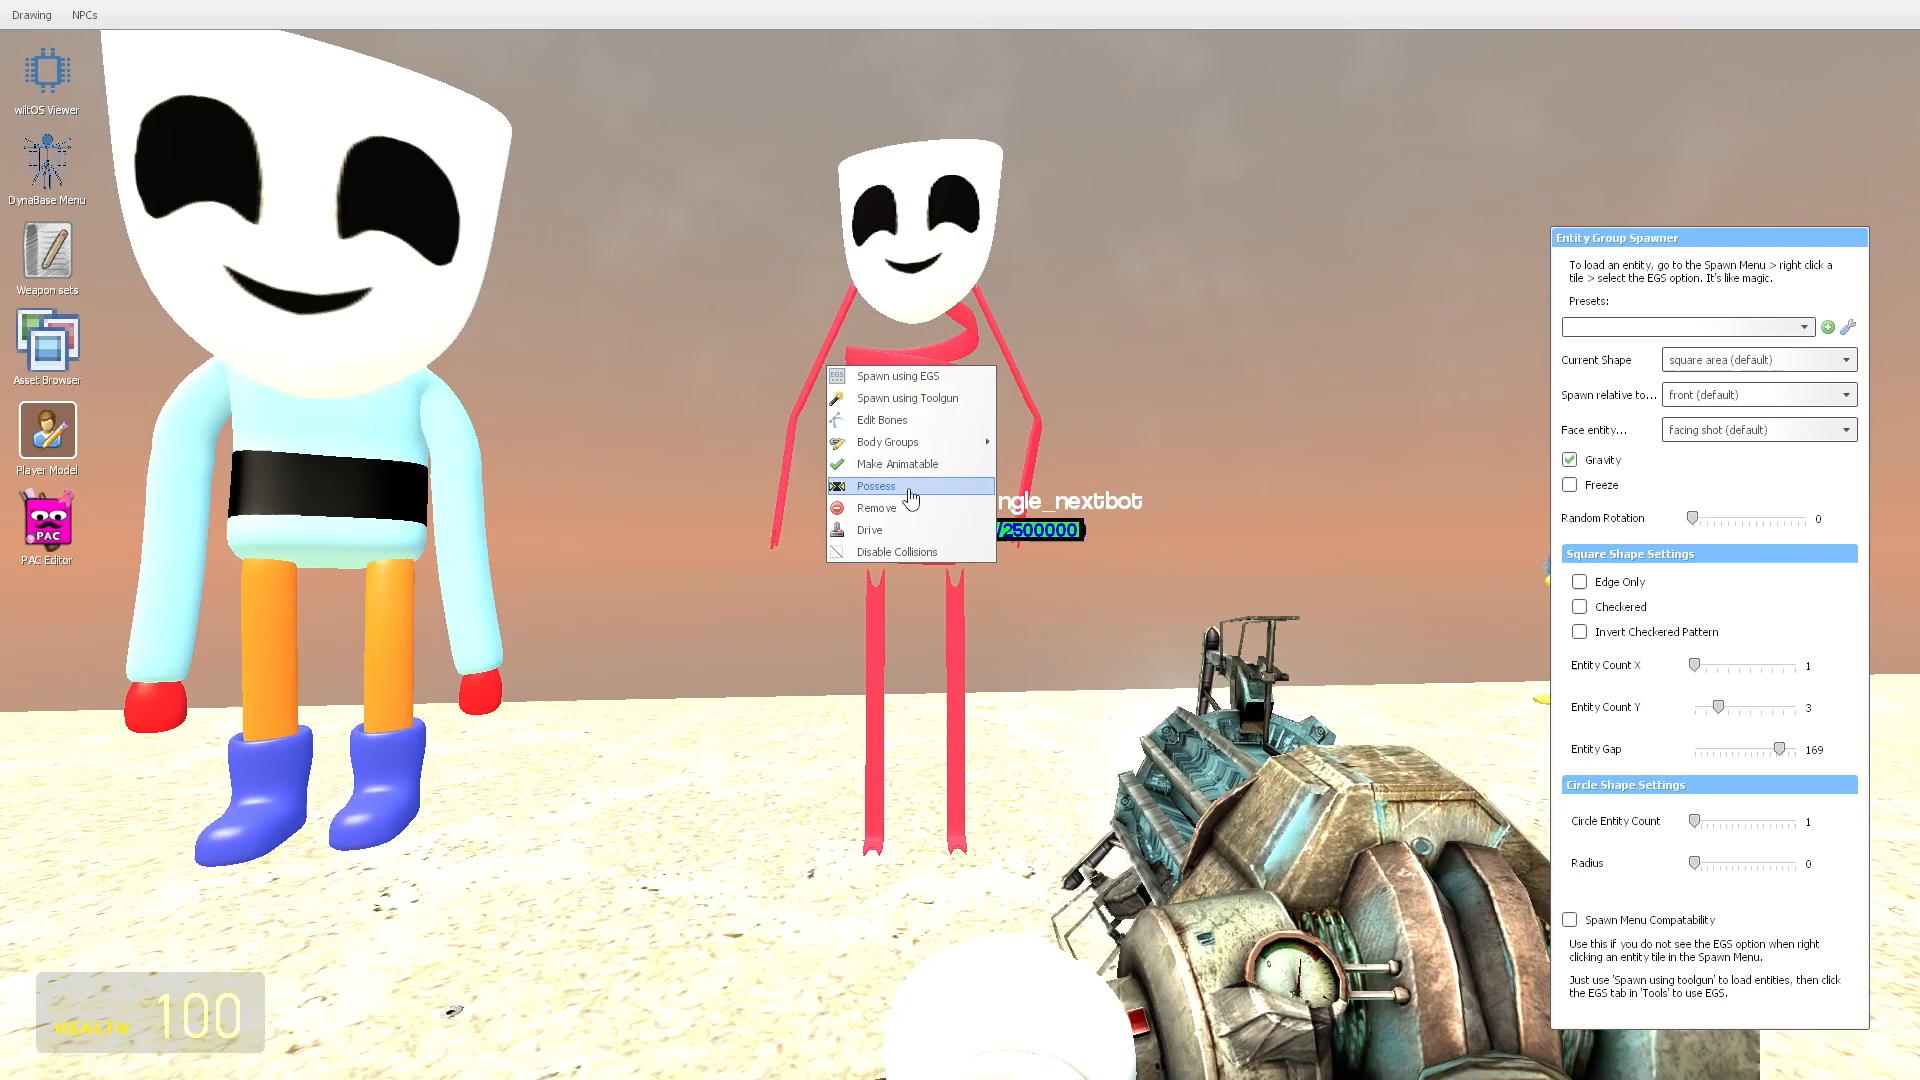 Drawing
NPCs
wiltOS Viewer
DynaBase Menu
Weapon sets
Asset Browser
Player Model
PAC
PAC Editor
EGS
Spawn using EGS
Spawn using Toolgun
Edit Bones
Body Groups
Make Animatable
Possess
Remove
Drive
Disable Collisions
ngle_nextbot
/2500000
HEALTH 100
Entity Group Spawner
To load an entity, go to the Spawn Menu > right click a
tile > select the EGS option. It's like magic.
Presets:
Current Shape square area (default)
Spawn relative to... front (default)
Face entity... facing shot (default)
Gravity
Freeze
Random Rotation 0
Square Shape Settings
Edge Only
Checkered
Invert Checkered Pattern
Entity Count X 1
Entity Count Y 3
Entity Gap 169
Circle Shape Settings
Circle Entity Count 1
Radius 0
Spawn Menu Compatability
Use this if you do not see the EGS option when right
clicking an entity tile in the Spawn Menu.
Just use 'Spawn using toolgun' to load entities, then click
the EGS tab in 'Tools' to use EGS.